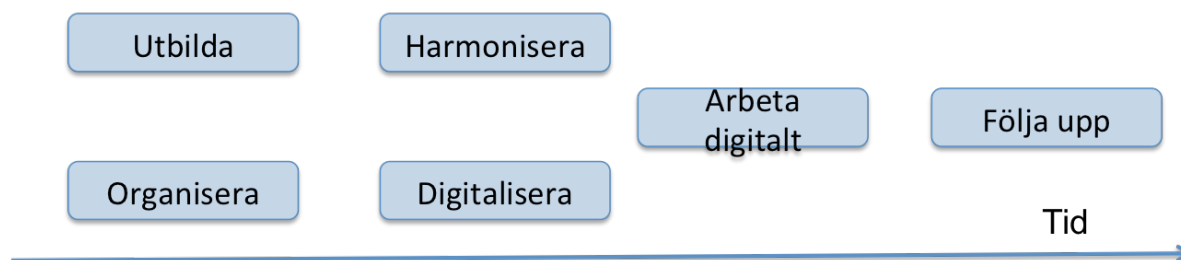 Utbilda
Harmonisera
Arbeta
digitalt
Följa upp
Organisera
Digitalisera
Tid